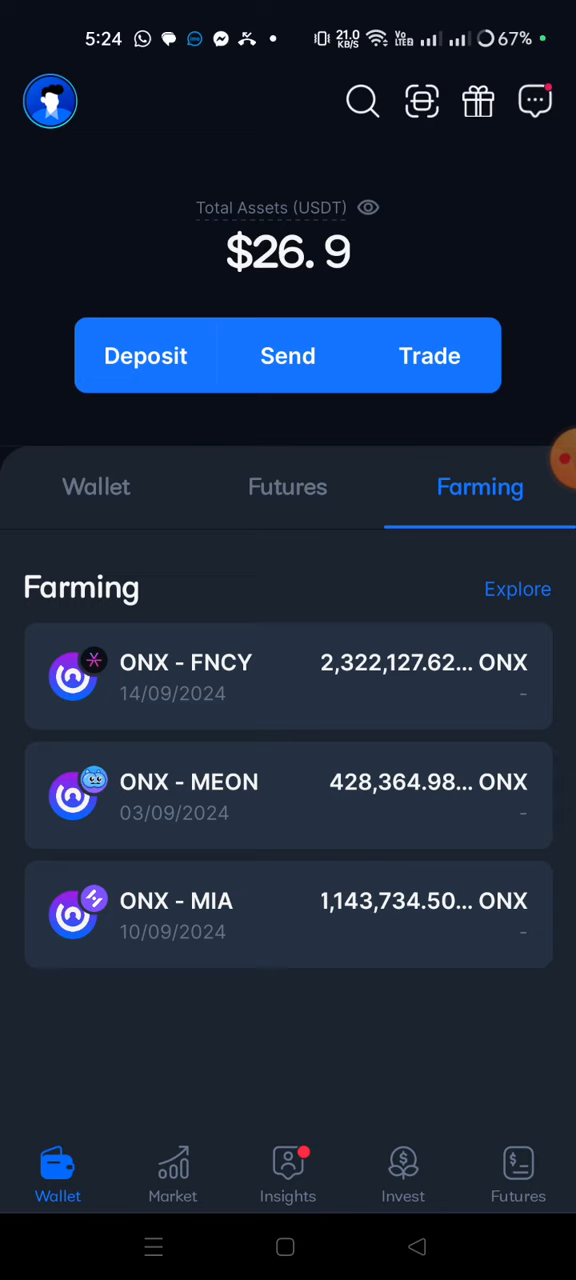 5:24 21.0 KB/S Vo LTE2 67%
Total Assets (USDT)
$26.9
Deposit Send Trade
Wallet Futures Farming
Farming Explore
ONX - FNCY 2,322,127.62... ONX
14/09/2024 -
ONX - MEON 428,364.98... ONX
03/09/2024 -
ONX - MIA 1,143,734.50... ONX
10/09/2024 -
Wallet Market Insights Invest Futures